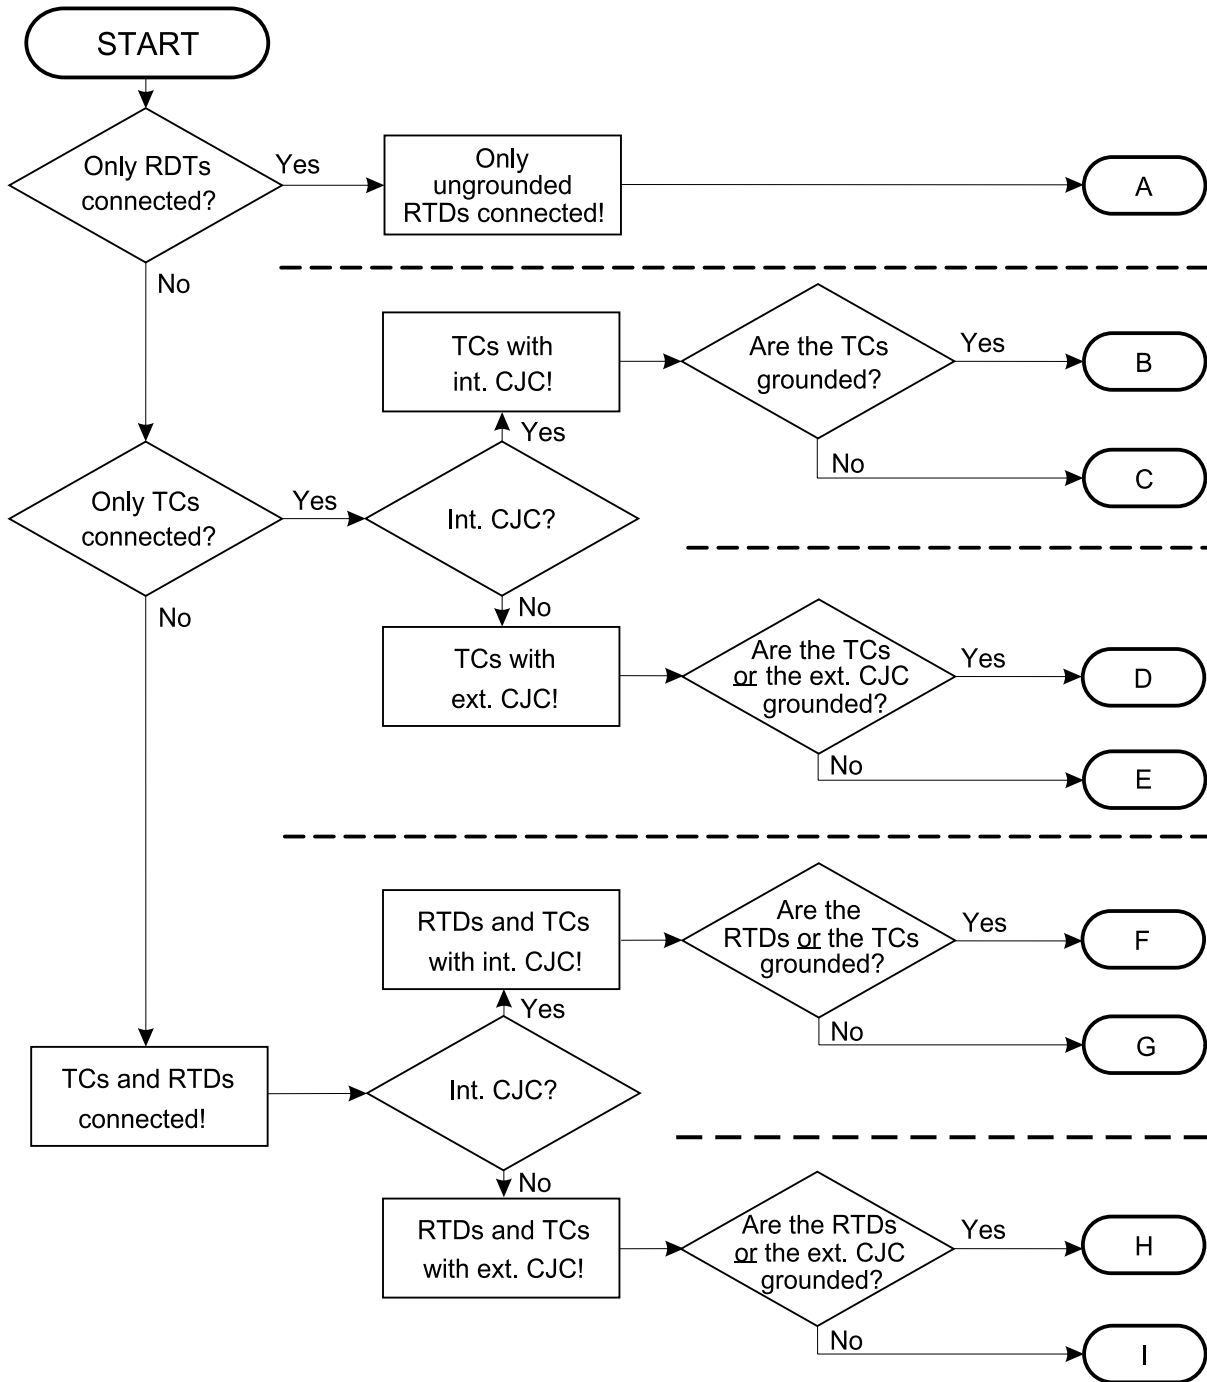 START
Only RDTs
connected?
Yes
Only
ungrounded
RTDs connected!
A
No
TCs with
int. CJC!
Are the TCs
grounded?
Yes
B
Yes
No
C
Only TCs
connected?
Yes
Int. CJC?
No
No
TCs with
ext. CJC!
Are the TCs
or the ext. CJC
grounded?
Yes
D
No
E
RTDs and TCs
with int. CJC!
Are the
RTDs or the TCs
grounded?
Yes
F
Yes
No
G
TCs and RTDs
connected!
Int. CJC?
No
RTDs and TCs
with ext. CJC!
Are the RTDs
or the ext. CJC
grounded?
Yes
H
No
I